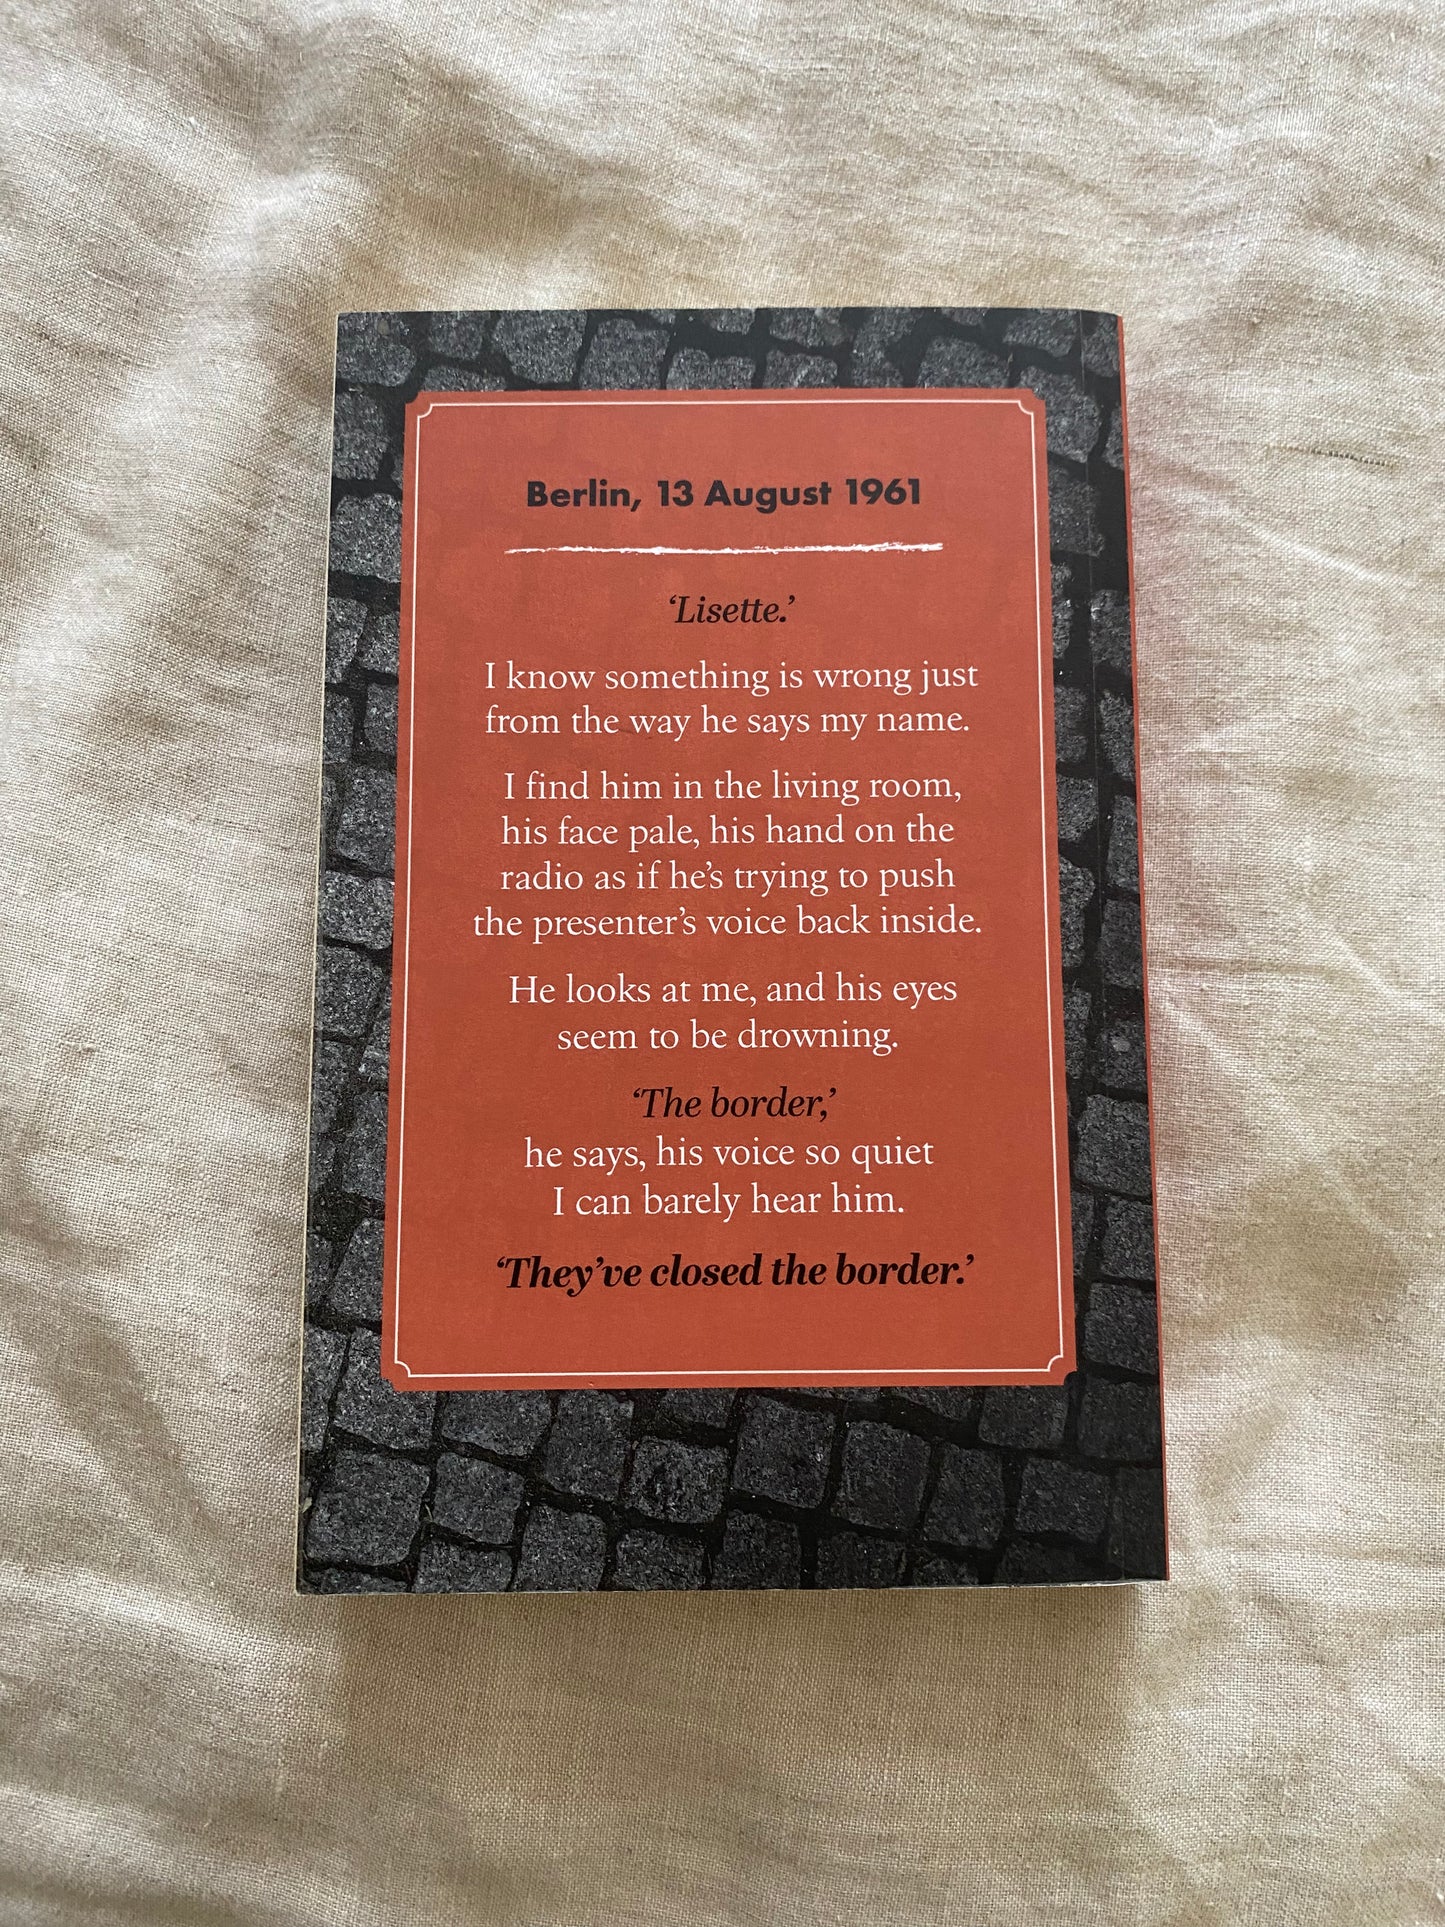 Berlin, 13 August 1961
‘Lisette.’
I know something is wrong just
from the way he says my name.
I find him in the living room,
his face pale, his hand on the
radio as if he’s trying to push
the presenter’s voice back inside.
He looks at me, and his eyes
seem to be drowning.
‘The border,’
he says, his voice so quiet
I can barely hear him.
‘They’ve closed the border.’